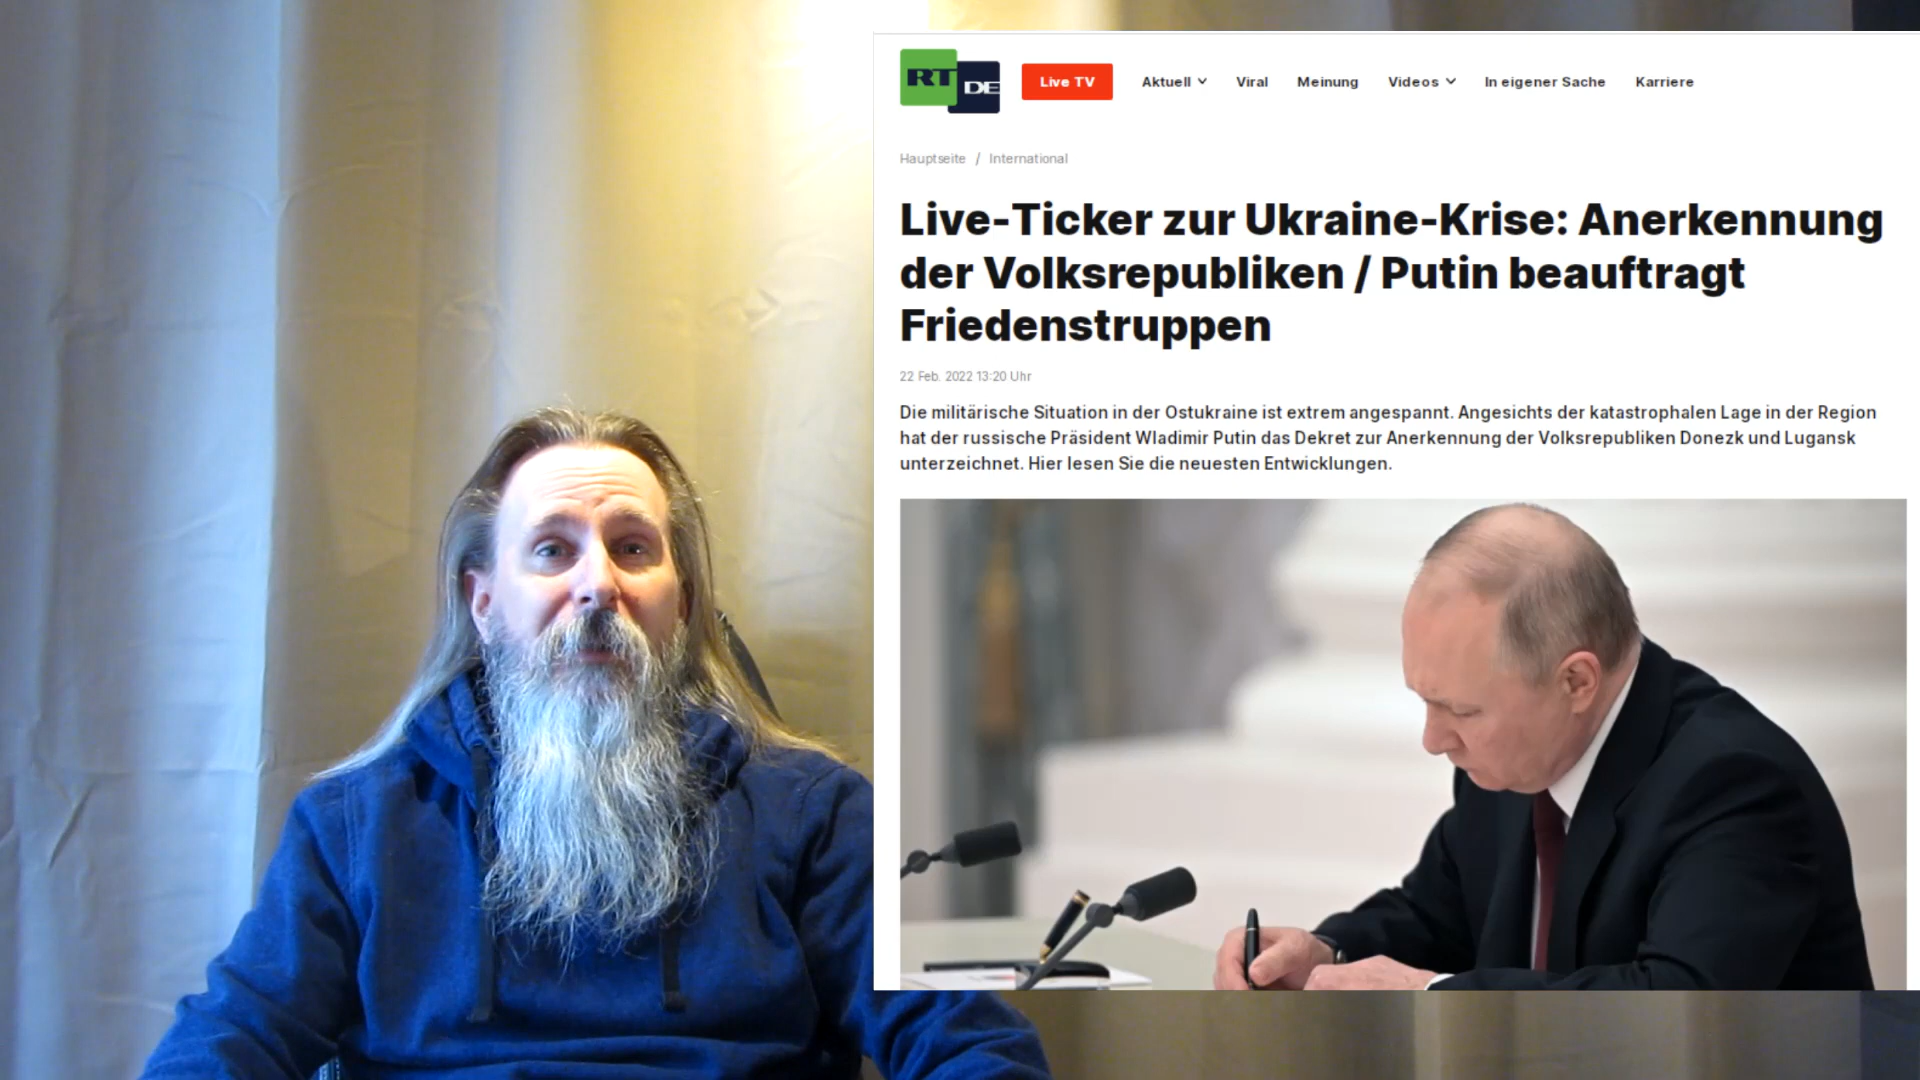 RT DE
Live TV Aktuell Viral Meinung Videos In eigener Sache Karriere
Hauptseite / International
Live-Ticker zur Ukraine-Krise: Anerkennung
der Volksrepubliken / Putin beauftragt
Friedenstruppen
22 Feb. 2022 13:20 Uhr
Die militärische Situation in der Ostukraine ist extrem angespannt. Angesichts der katastrophalen Lage in der Region
hat der russische Präsident Wladimir Putin das Dekret zur Anerkennung der Volksrepubliken Donezk und Lugansk
unterzeichnet. Hier lesen Sie die neuesten Entwicklungen.